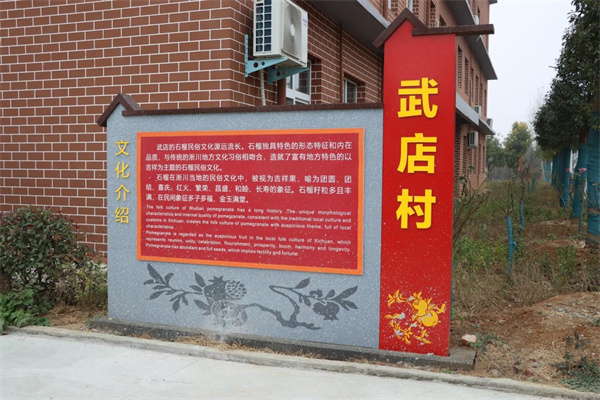 文化介绍
武店的石榴民俗文化源远流长。石榴独具特色的形态特征和内在
品质，与传统的淅川地方文化习俗相吻合，造就了富有地方特色的以
吉祥为主题的石榴民俗文化。
石榴在淅川当地的民俗文化中，被视为吉祥果，喻为团圆、团
结、喜庆、红火、繁荣、昌盛、和睦、长寿的象征。石榴籽粒多且丰
满，在民间象征多子多福、金玉满堂。
The folk culture of Wudian pomegranate has a long history. The unique morphological
characteristics and internal quality of pomegranate, consistent with the traditional local culture and
customs in Xichuan, creates the folk culture of pomegranate with auspicious theme, full of local
characteristics.
Pomegranate is regarded as the auspicious fruit in the local folk culture of Xichuan, which
represents reunion, unity, celebration, flourishment, prosperity, boom, harmony and longevity.
Pomegranate has abundant and full seeds, which implies fertility and fortune.
武店村